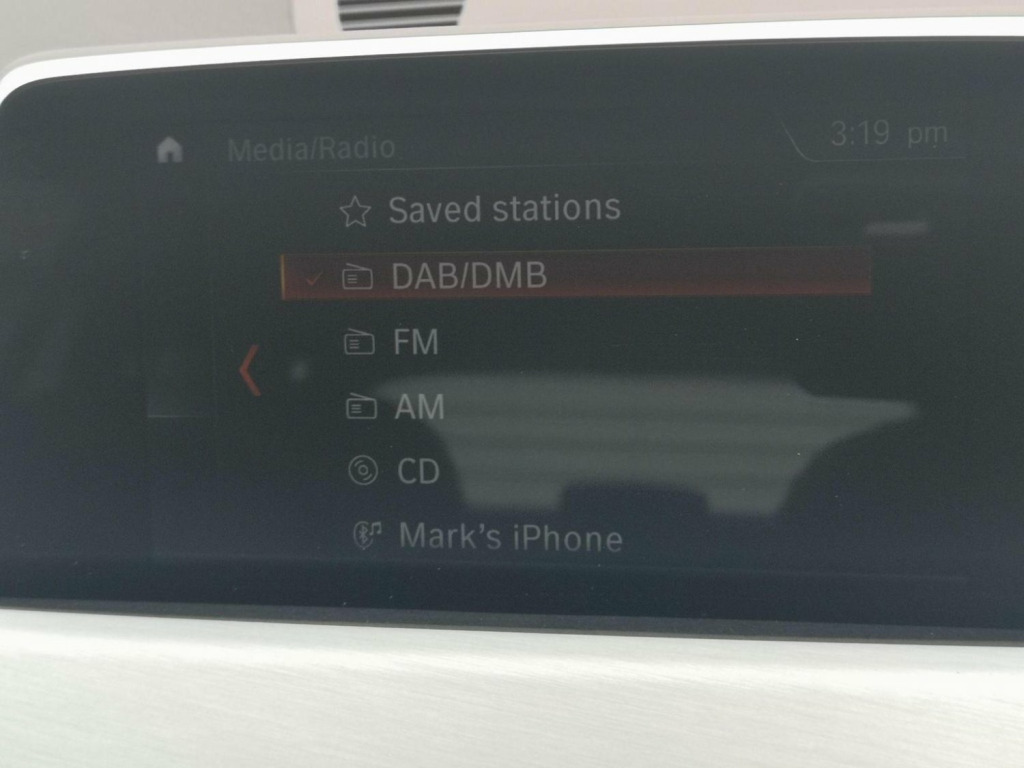 Media/Radio
3:19 pm
Saved stations
DAB/DMB
FM
AM
CD
Mark's iPhone